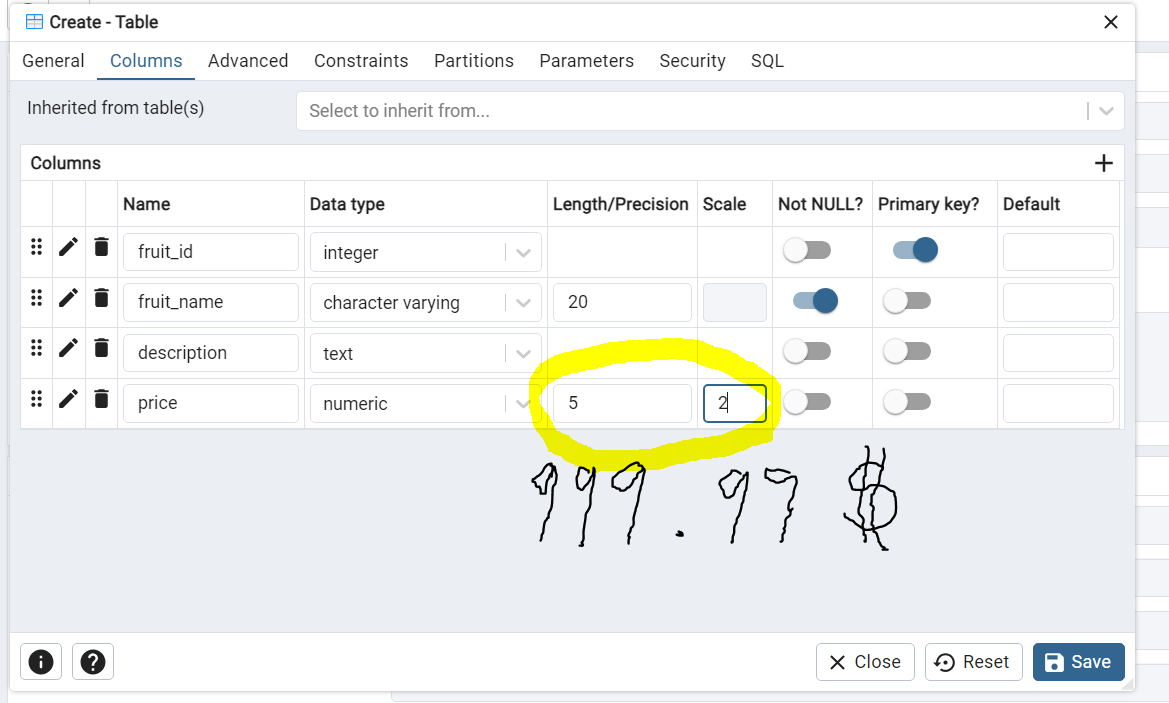 Create - Table
General Columns Advanced Constraints Partitions Parameters Security SQL
Inherited from table(s) Select to inherit from...
Columns
Name Data type Length/Precision Scale Not NULL? Primary key? Default
fruit_id integer
fruit_name character varying 20
description text
price numeric 5 2
999.97 $
Close Reset Save